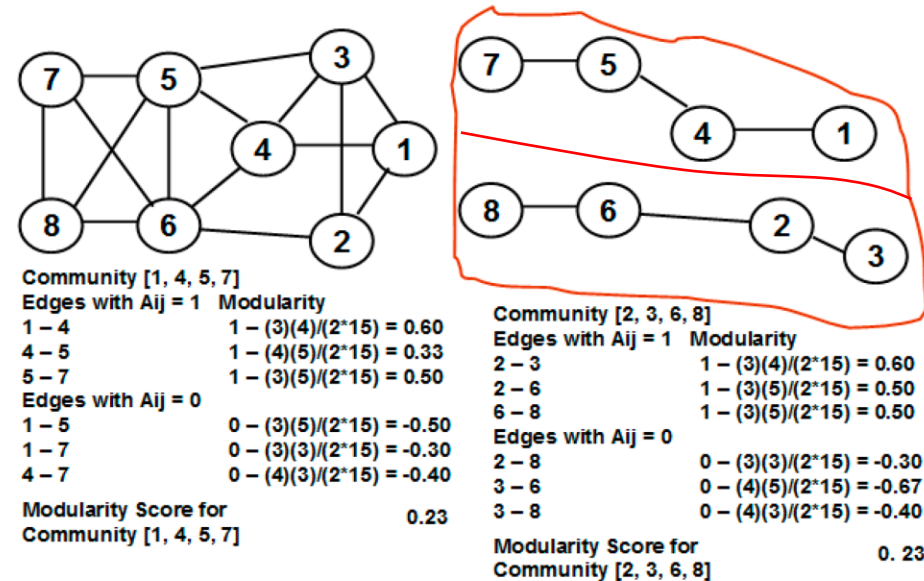 7
5
3
4
1
8
6
2
7
5
4
1
8
6
2
3
Community [1, 4, 5, 7]
Edges with Aij = 1 Modularity
1 – 4 1 – (3)(4)/(2*15) = 0.60
4 – 5 1 – (4)(5)/(2*15) = 0.33
5 – 7 1 – (3)(5)/(2*15) = 0.50
Edges with Aij = 0
1 – 5 0 – (3)(5)/(2*15) = -0.50
1 – 7 0 – (3)(3)/(2*15) = -0.30
4 – 7 0 – (4)(3)/(2*15) = -0.40
Modularity Score for
Community [1, 4, 5, 7] 0. 23
Community [2, 3, 6, 8]
Edges with Aij = 1 Modularity
2 – 3 1 – (3)(4)/(2*15) = 0.60
2 – 6 1 – (3)(5)/(2*15) = 0.50
6 – 8 1 – (3)(5)/(2*15) = 0.50
Edges with Aij = 0
2 – 8 0 – (3)(3)/(2*15) = -0.30
3 – 6 0 – (4)(5)/(2*15) = -0.67
3 – 8 0 – (4)(3)/(2*15) = -0.40
Modularity Score for
Community [2, 3, 6, 8] 0. 23